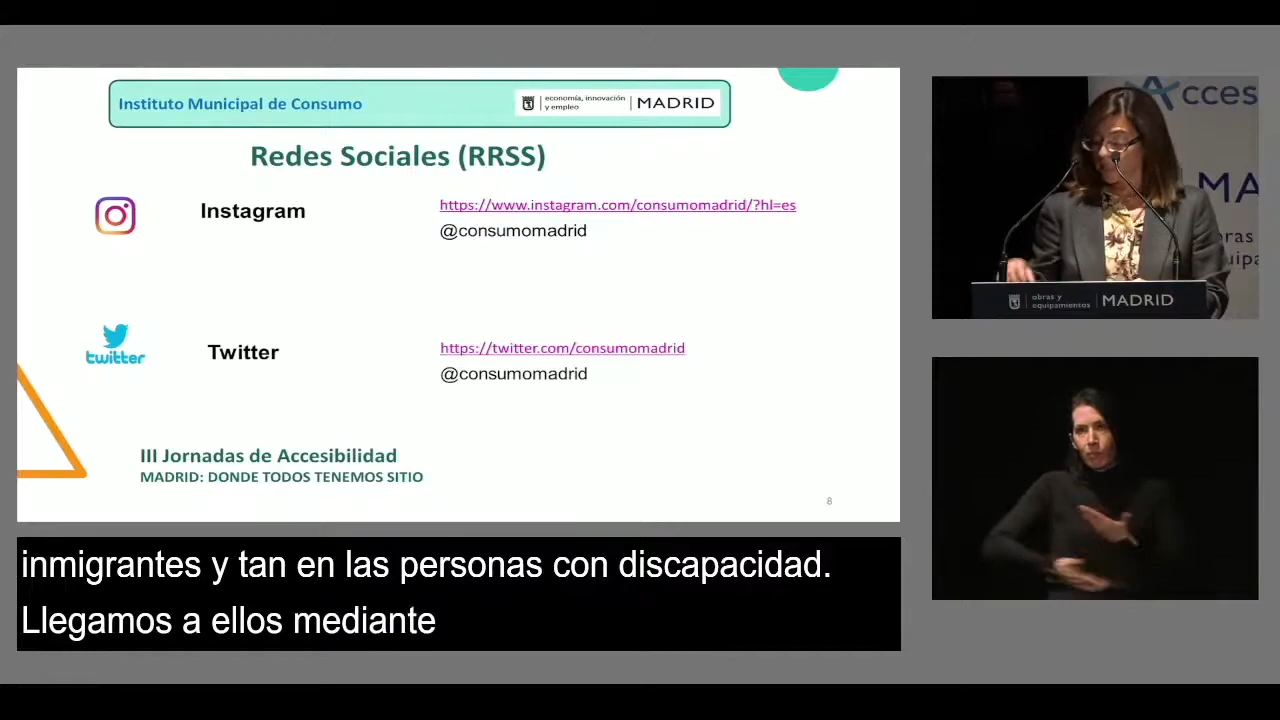 Instituto Municipal de Consumo
economía, innovación
y empleo
MADRID
Redes Sociales (RRSS)
Instagram
https://www.instagram.com/consumomadrid/?hl=es
@consumomadrid
twitter
Twitter
https://twitter.com/consumomadrid
@consumomadrid
III Jornadas de Accesibilidad
MADRID: DONDE TODOS TENEMOS SITIO
8
Acces
MA
obras y
equipamientos
MADRID
inmigrantes y tan en las personas con discapacidad.
Llegamos a ellos mediante